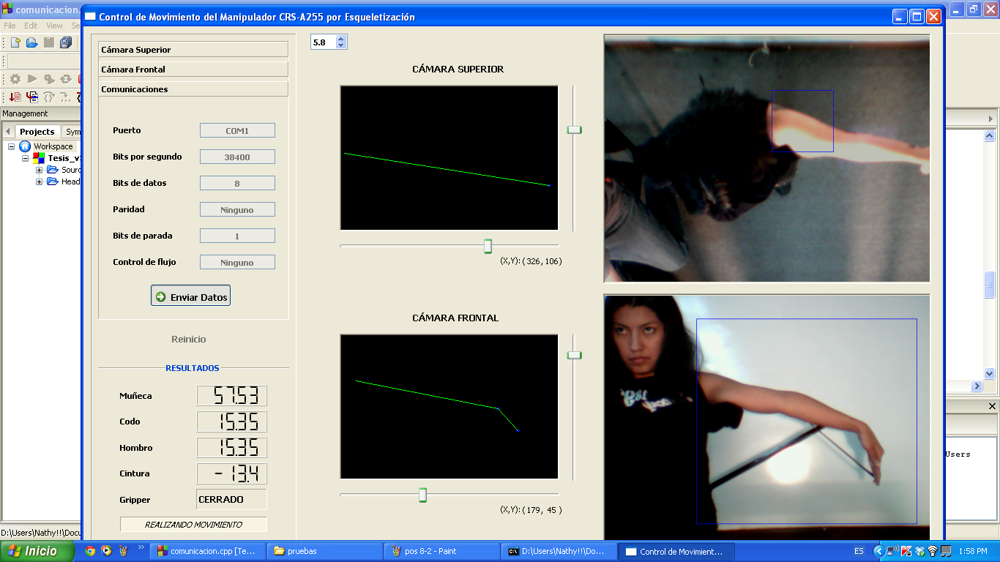 comunicacion.
Control de Movimiento del Manipulador CRS-A255 por Esqueletización
File Edit View Se
Management
Projects Sym
Workspace
Tesis_v
Sourc
Head
Cámara Superior
Cámara Frontal
Comunicaciones
Puerto COM1
Bits por segundo 38400
Bits de datos 8
Paridad Ninguno
Bits de parada 1
Control de flujo Ninguno
Enviar Datos
Reinicio
RESULTADOS
Muñeca 57.53
Codo 15.35
Hombro 15.35
Cintura -13.4
Gripper CERRADO
REALIZANDO MOVIMIENTO
5.8
CÁMARA SUPERIOR
(X,Y): (326,106)
CÁMARA FRONTAL
(X,Y): (179, 45 )
Users
D:\Users\Nathy!!\Docu
Inicio
comunicacion.cpp [Te...
pruebas
pos 8-2 - Paint
D:\Users\Nathy!!\D...
Control de Movimient...
ES
1:58 PM